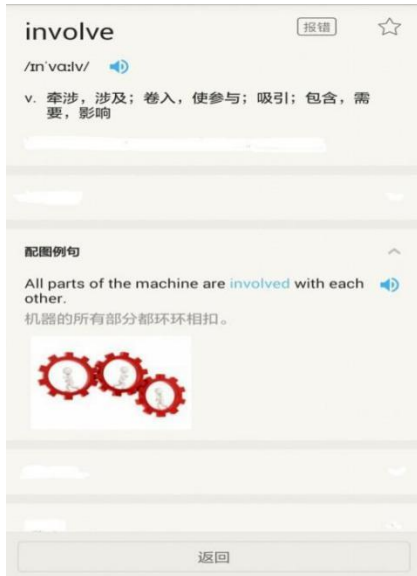 involve
报错
/ɪnˈvɑːlv/
v. 牵涉，涉及；卷入，使参与；吸引；包含，需
要，影响
配图例句
All parts of the machine are involved with each
other.
机器的所有部分都环环相扣。
返回